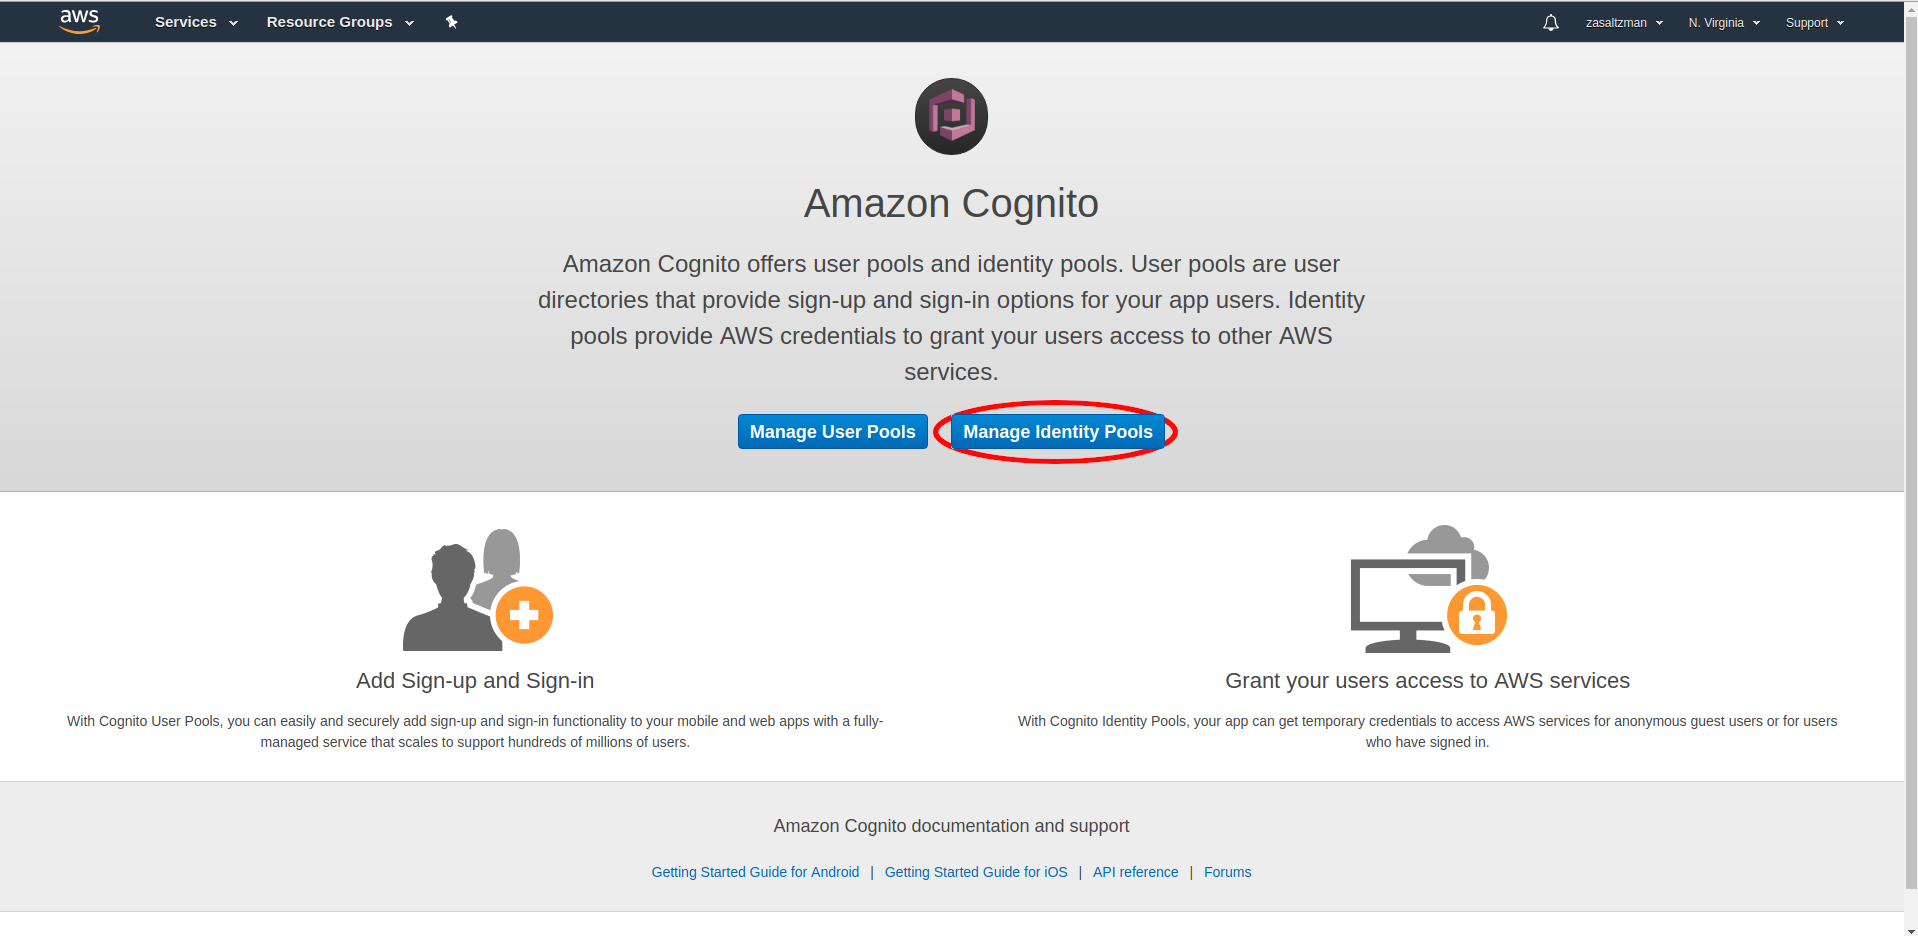 aws
Services
Resource Groups
zasaltzman
N. Virginia
Support
Amazon Cognito
Amazon Cognito offers user pools and identity pools. User pools are user
directories that provide sign-up and sign-in options for your app users. Identity
pools provide AWS credentials to grant your users access to other AWS
services.
Manage User Pools
Manage Identity Pools
Add Sign-up and Sign-in
With Cognito User Pools, you can easily and securely add sign-up and sign-in functionality to your mobile and web apps with a fully-
managed service that scales to support hundreds of millions of users.
Grant your users access to AWS services
With Cognito Identity Pools, your app can get temporary credentials to access AWS services for anonymous guest users or for users
who have signed in.
Amazon Cognito documentation and support
Getting Started Guide for Android | Getting Started Guide for iOS | API reference | Forums